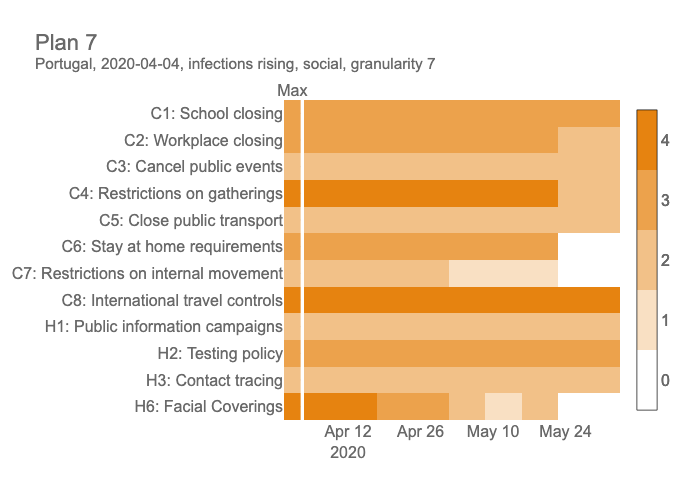 Plan 7
Portugal, 2020-04-04, infections rising, social, granularity 7
Max
C1: School closing
C2: Workplace closing
C3: Cancel public events
C4: Restrictions on gatherings
C5: Close public transport
C6: Stay at home requirements
C7: Restrictions on internal movement
C8: International travel controls
H1: Public information campaigns
H2: Testing policy
H3: Contact tracing
H6: Facial Coverings
Apr 12 Apr 26 May 10 May 24
2020
4
3
2
1
0